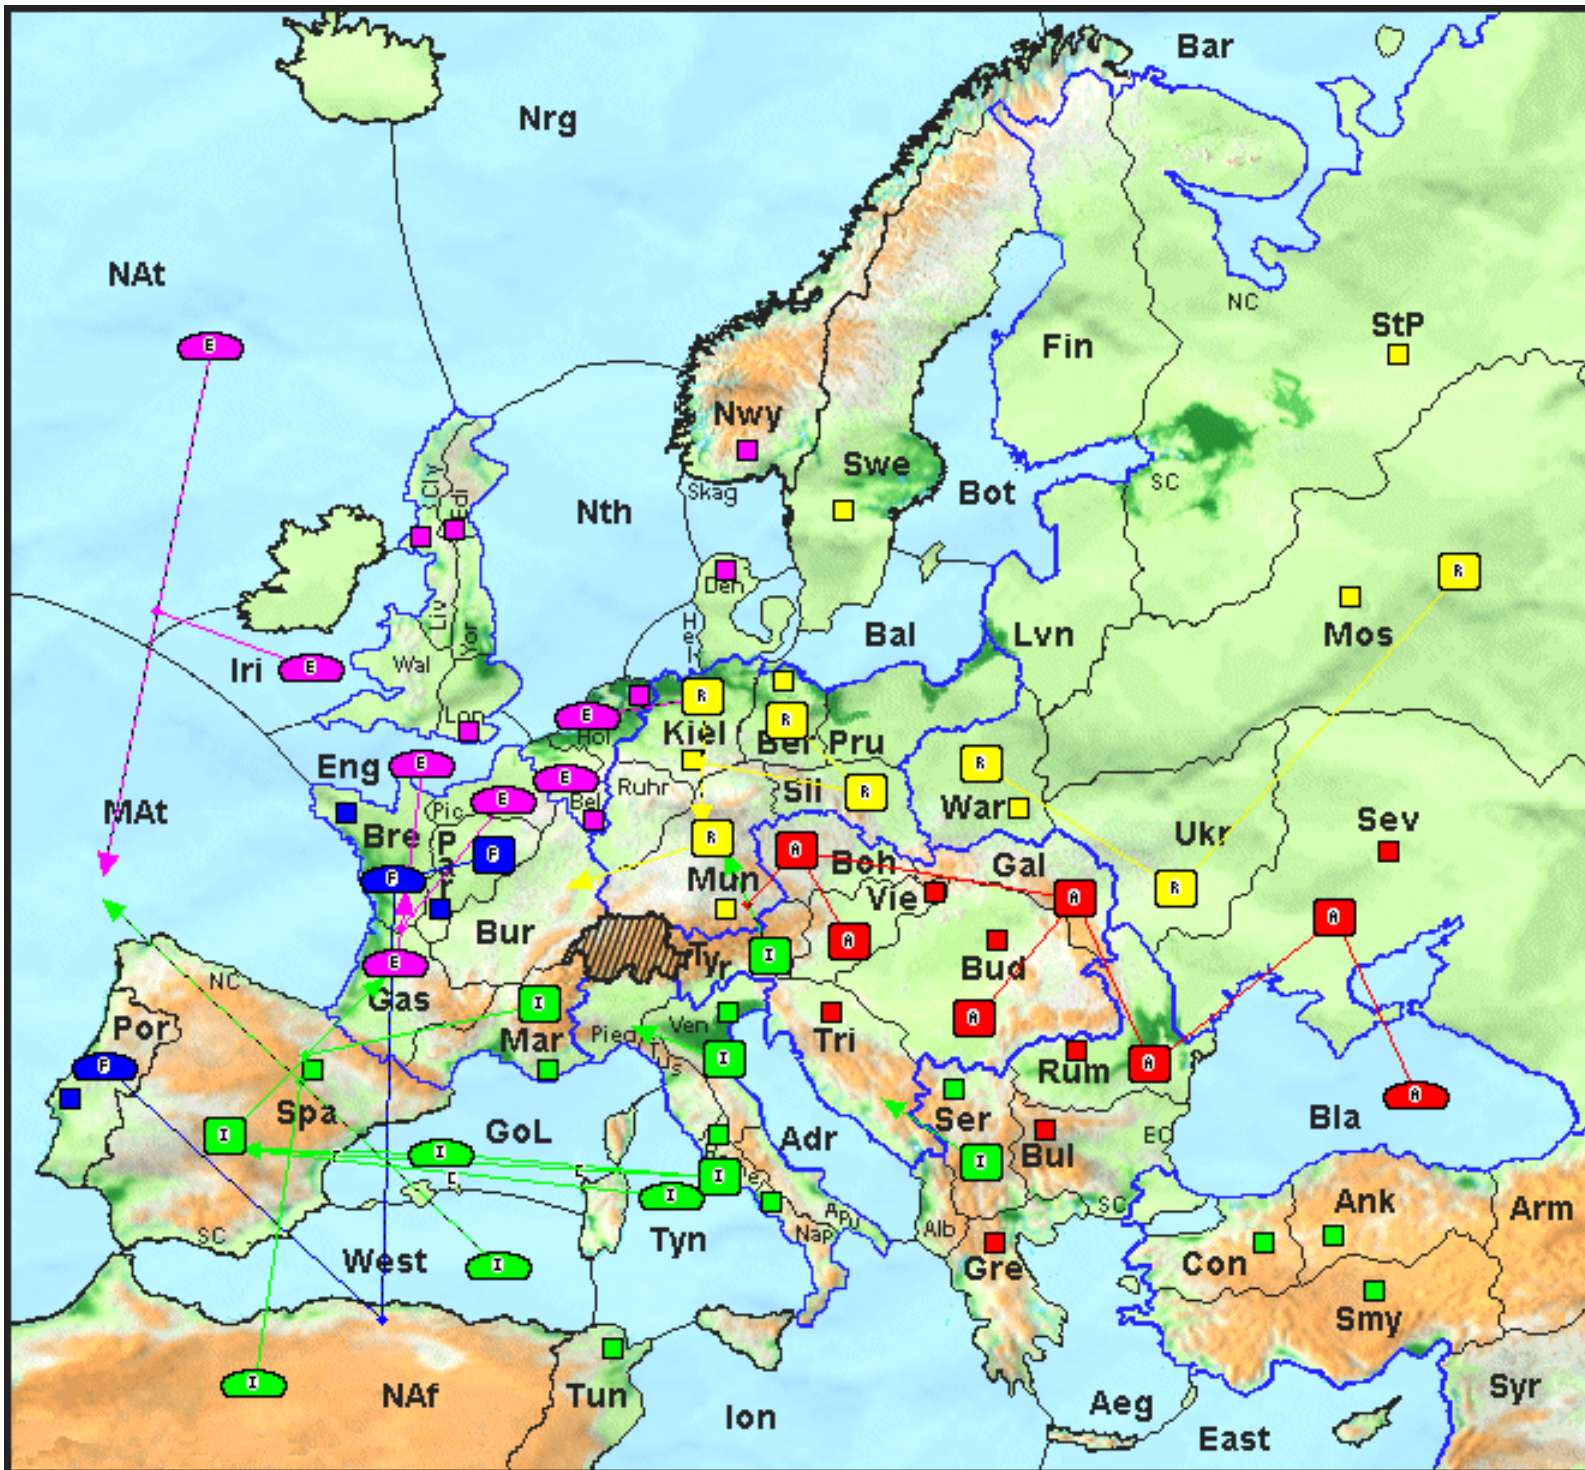 Bar
Nrg
NAt
NC
StP
Fin
Nwy
Swe
Skag
Bot
SC
Nth
Cly
Edi
Den
Hel
Bal
Lvn
Mos
Iri
Wal
Liv
Yor
Lon
E
E
R
R
R
E
Hol
Kiel
Ber
Pru
Eng
E
E
E
Bel
Ruhr
Sil
R
R
War
Ukr
Sev
MAt
Pic
Bre
Par
F
F
R
Mun
A
Boh
Gal
Vie
A
R
A
Bur
E
Gas
Tyr
I
A
Bud
NC
Por
F
I
Mar
Pied
Ven
Tus
I
Tri
A
Rum
A
A
Bla
Spa
I
GoL
I
I
I
Adr
Ser
I
Bul
EC
SC
West
I
Tyn
Apu
Nap
Alb
Gre
SC
Con
Ank
Arm
Smy
I
NAf
Tun
Ion
Aeg
East
Syr